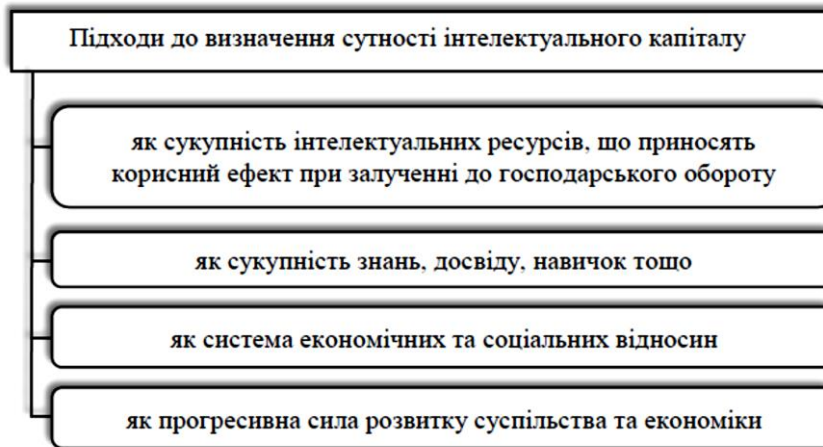 Підходи до визначення сутності інтелектуального капіталу
як сукупність інтелектуальних ресурсів, що приносять
корисний ефект при залученні до господарського обороту
як сукупність знань, досвіду, навичок тощо
як система економічних та соціальних відносин
як прогресивна сила розвитку суспільства та економіки